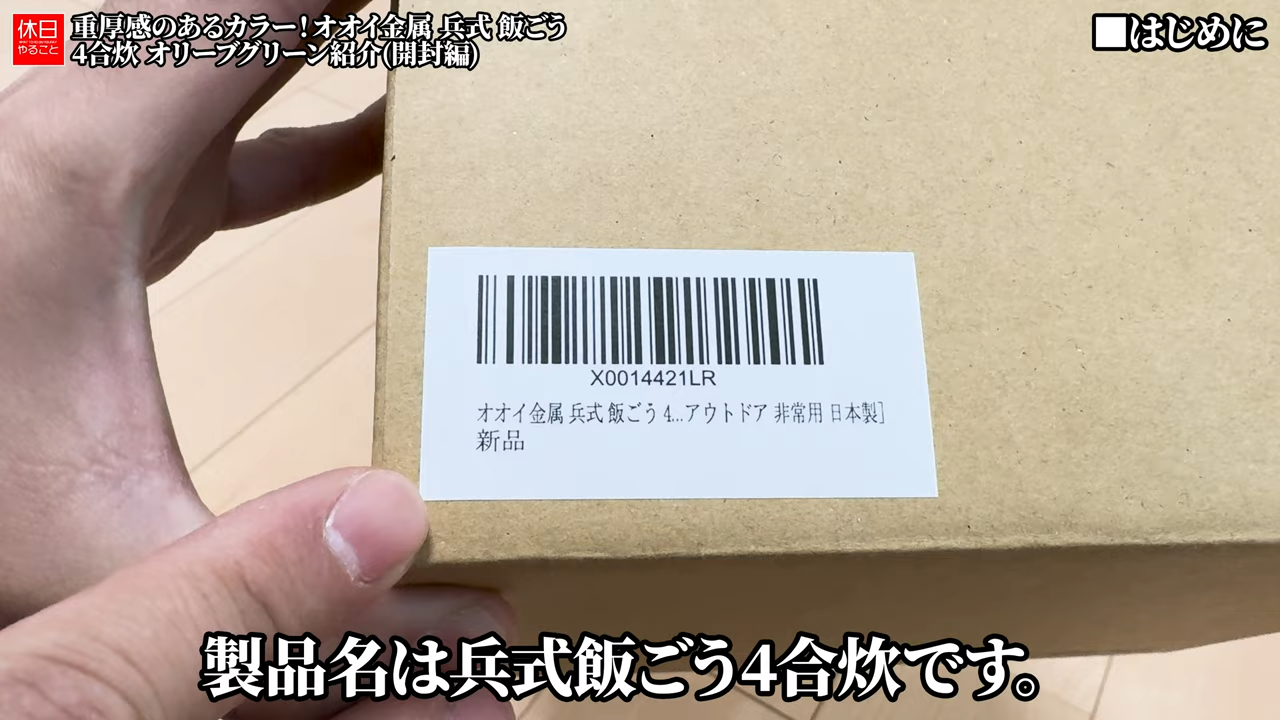 休日
やること
重厚感のあるカラー！オオイ金属 兵式 飯ごう
4合炊 オリーブグリーン紹介(開封編)
■はじめに
X0014421LR
オオイ金属 兵式 飯ごう 4...アウトドア 非常用 日本製]
新品
製品名は兵式飯ごう4合炊です。